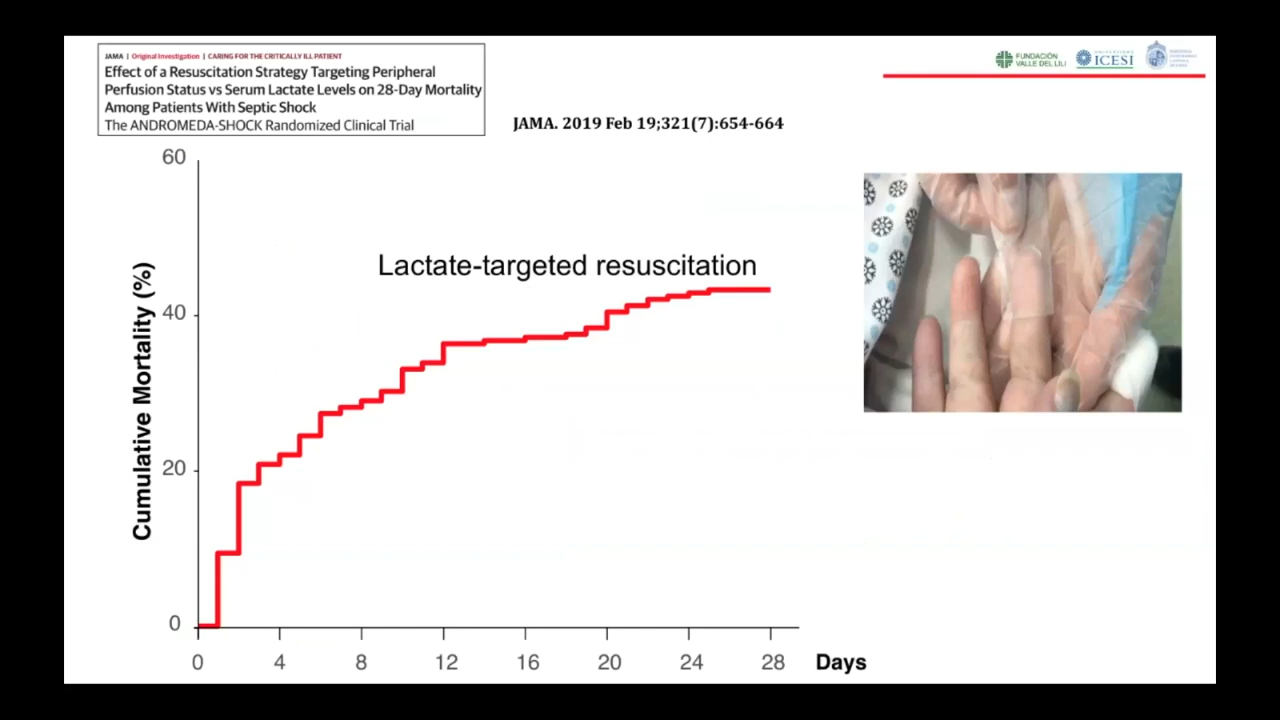 JAMA | Original Investigation | CARING FOR THE CRITICALLY ILL PATIENT
Effect of a Resuscitation Strategy Targeting Peripheral
Perfusion Status vs Serum Lactate Levels on 28-Day Mortality
Among Patients With Septic Shock
The ANDROMEDA-SHOCK Randomized Clinical Trial
JAMA. 2019 Feb 19;321(7):654-664
FUNDACIÓN
VALLE DEL LILI
UNIVERSIDAD
ICESI
Lactate-targeted resuscitation
Cumulative Mortality (%)
60
40
20
0
0 4 8 12 16 20 24 28 Days